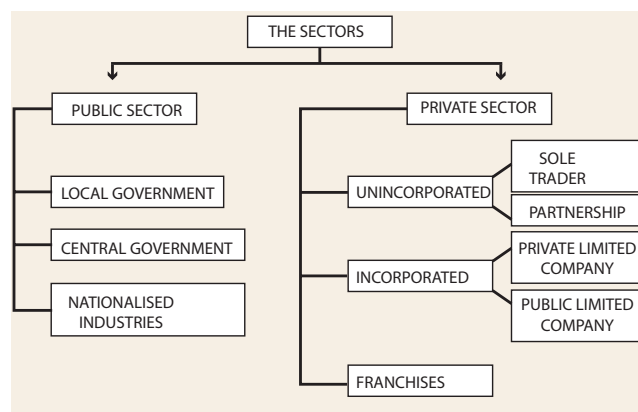 THE SECTORS
PUBLIC SECTOR
LOCAL GOVERNMENT
CENTRAL GOVERNMENT
NATIONALISED
INDUSTRIES
PRIVATE SECTOR
UNINCORPORATED
SOLE
TRADER
PARTNERSHIP
INCORPORATED
PRIVATE LIMITED
COMPANY
PUBLIC LIMITED
COMPANY
FRANCHISES